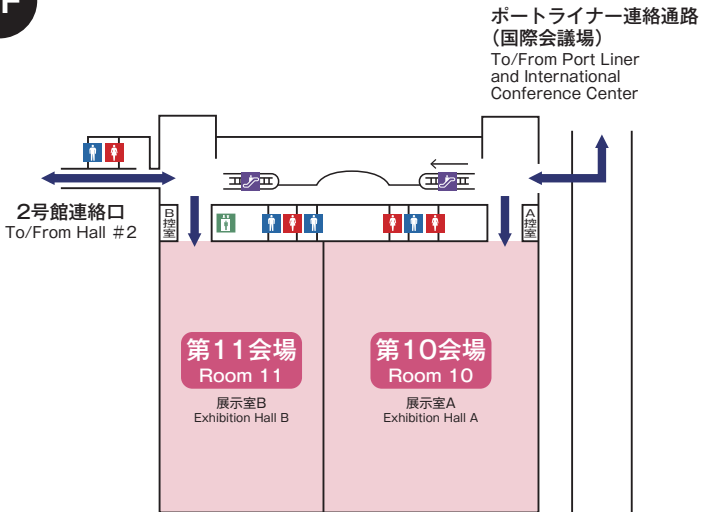 F
ポートライナー連絡通路
（国際会議場）
To/From Port Liner
and International
Conference Center
2号館連絡口
To/From Hall #2
B控室
A控室
第11会場
Room 11
展示室B
Exhibition Hall B
第10会場
Room 10
展示室A
Exhibition Hall A